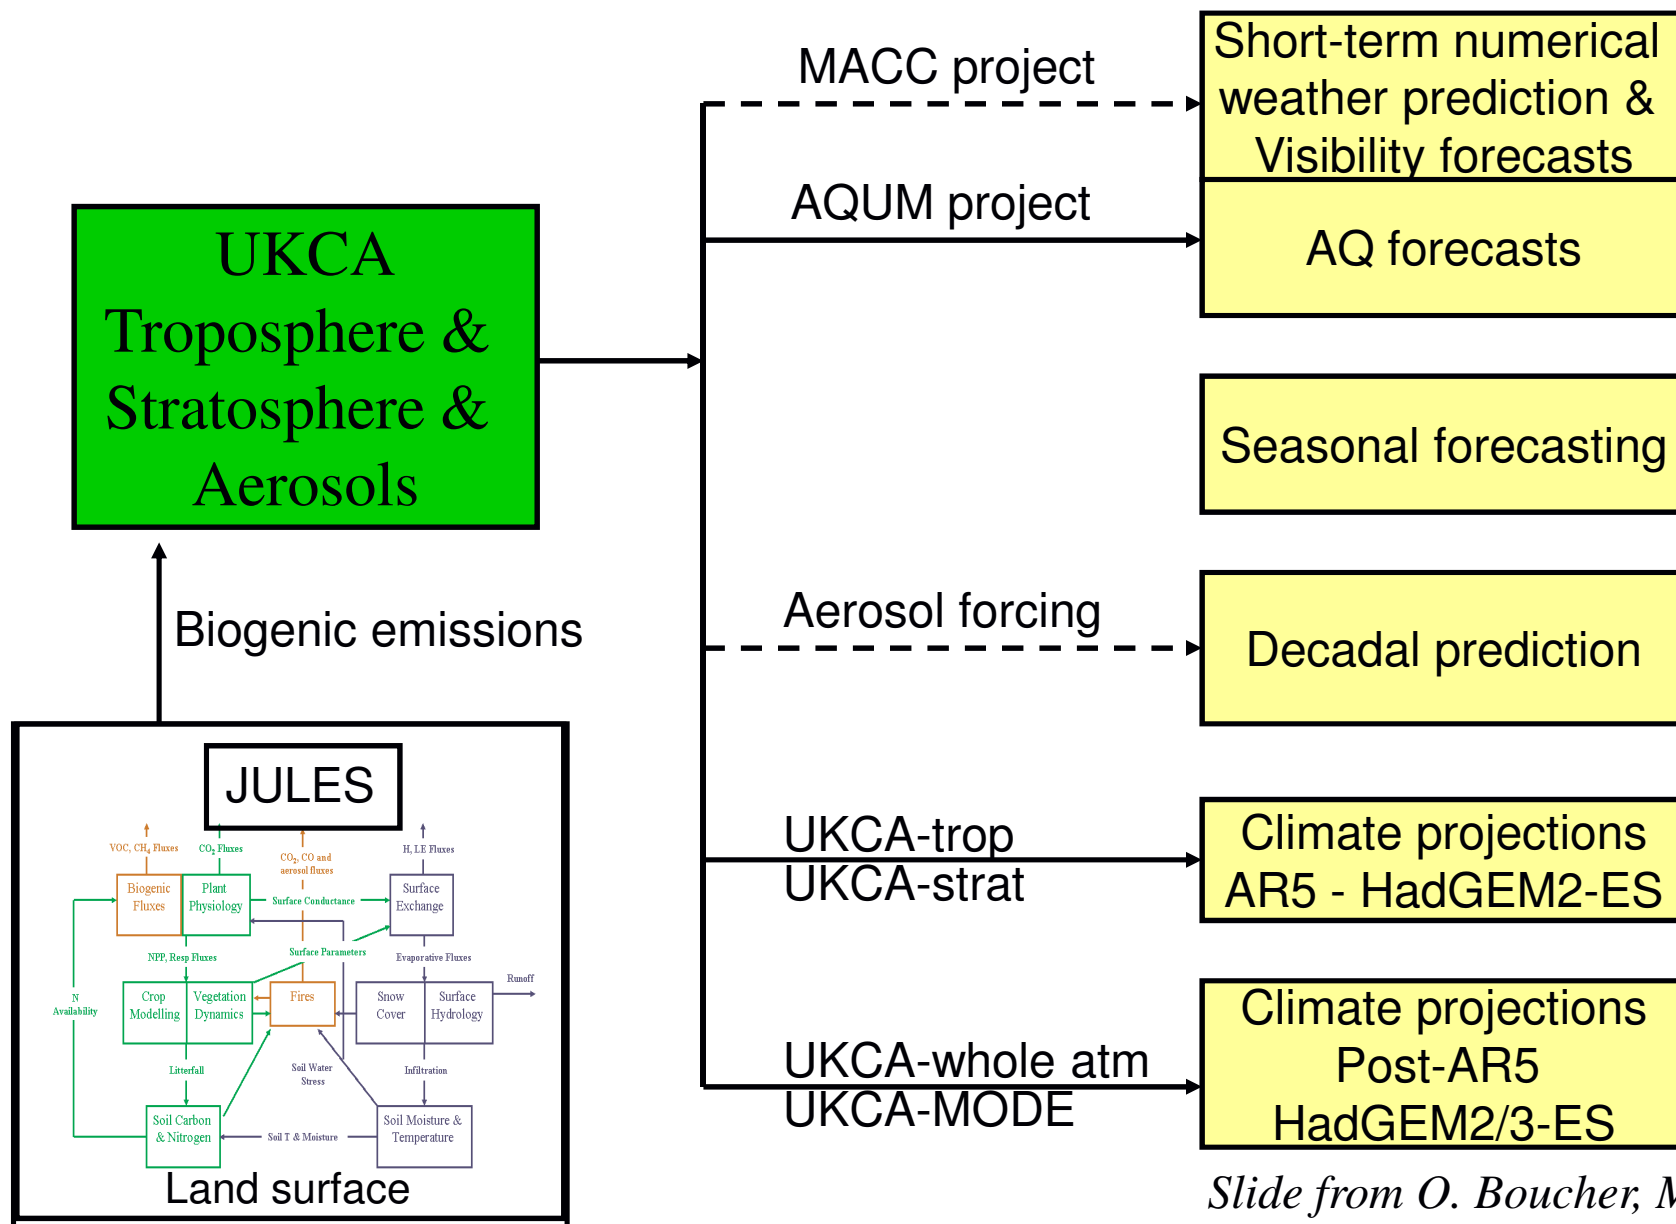 MACC project
Short-term numerical
weather prediction &
Visibility forecasts
AQUM project
AQ forecasts
UKCA
Troposphere &
Stratosphere &
Aerosols
Seasonal forecasting
Aerosol forcing
Decadal prediction
Biogenic emissions
UKCA-trop
UKCA-strat
Climate projections
AR5 - HadGEM2-ES
UKCA-whole atm
UKCA-MODE
Climate projections
Post-AR5
HadGEM2/3-ES
JULES
VOC, CH₄ Fluxes
CO₂ Fluxes
CO₂, CO and
aerosol fluxes
H, LE Fluxes
Biogenic
Fluxes
Plant
Physiology
Surface Conductance
Surface
Exchange
NPP, Resp Fluxes
Surface Parameters
Evaporative Fluxes
Runoff
N
Availability
Crop
Modelling
Vegetation
Dynamics
Fires
Snow
Cover
Surface
Hydrology
Litterfall
Soil Water
Stress
Infiltration
Soil Carbon
& Nitrogen
Soil T & Moisture
Soil Moisture &
Temperature
Land surface
Slide from O. Boucher, M